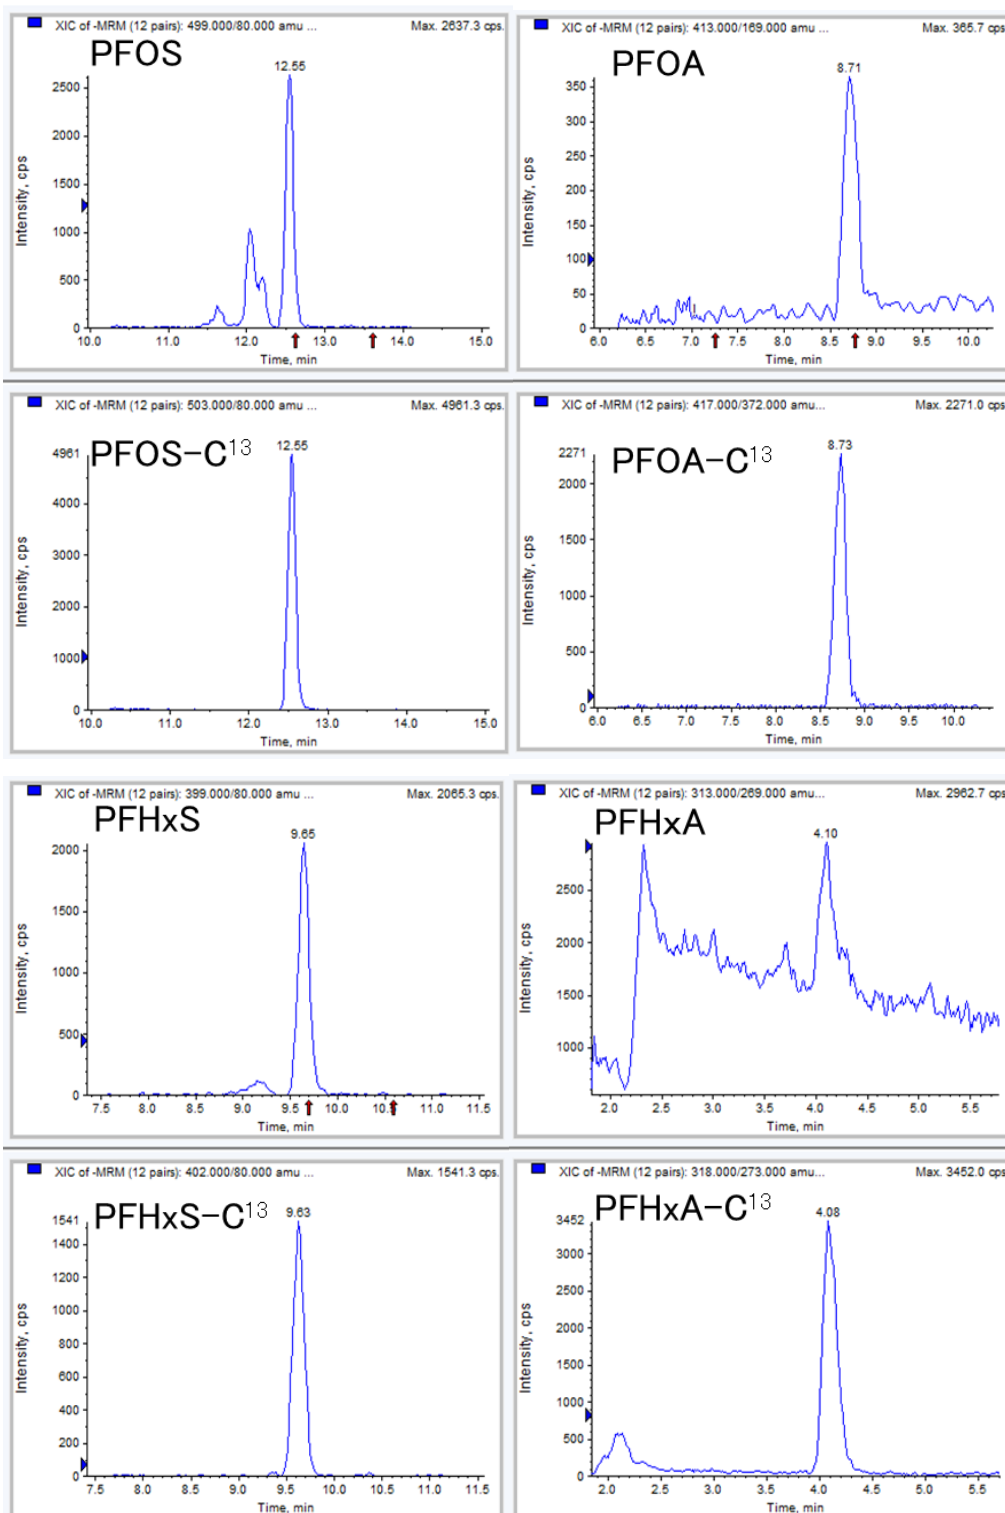 XIC of -MRM (12 pairs): 499.000/80.000 amu ... Max. 2637.3 cps.
PFOS
12.55
2500
2000
1500
1000
500
0
Intensity, cps
10.0 11.0 12.0 13.0 14.0 15.0
Time, min
XIC of -MRM (12 pairs): 413.000/169.000 amu... Max. 365.7 cps.
PFOA
8.71
350
300
250
200
150
100
50
0
Intensity, cps
6.0 6.5 7.0 7.5 8.0 8.5 9.0 9.5 10.0
Time, min
XIC of -MRM (12 pairs): 503.000/80.000 amu ... Max. 4961.3 cps.
PFOS-C¹³
12.55
4961
4000
3000
2000
1000
0
Intensity, cps
10.0 11.0 12.0 13.0 14.0 15.0
Time, min
XIC of -MRM (12 pairs): 417.000/372.000 amu... Max. 2271.0 cps.
PFOA-C¹³
8.73
2271
2000
1500
1000
500
0
Intensity, cps
6.0 6.5 7.0 7.5 8.0 8.5 9.0 9.5 10.0
Time, min
XIC of -MRM (12 pairs): 399.000/80.000 amu ... Max. 2065.3 cps.
PFHxS
9.65
2000
1500
1000
500
0
Intensity, cps
7.5 8.0 8.5 9.0 9.5 10.0 10.5 11.0 11.5
Time, min
XIC of -MRM (12 pairs): 313.000/269.000 amu... Max. 2962.7 cps.
PFHxA
4.10
2500
2000
1500
1000
Intensity, cps
2.0 2.5 3.0 3.5 4.0 4.5 5.0 5.5
Time, min
XIC of -MRM (12 pairs): 402.000/80.000 amu ... Max. 1541.3 cps.
PFHxS-C¹³
9.63
1541
1400
1200
1000
800
600
400
200
0
Intensity, cps
7.5 8.0 8.5 9.0 9.5 10.0 10.5 11.0 11.5
Time, min
XIC of -MRM (12 pairs): 318.000/273.000 amu... Max. 3452.0 cps.
PFHxA-C¹³
4.08
3452
3000
2500
2000
1500
1000
500
0
Intensity, cps
2.0 2.5 3.0 3.5 4.0 4.5 5.0 5.5
Time, min